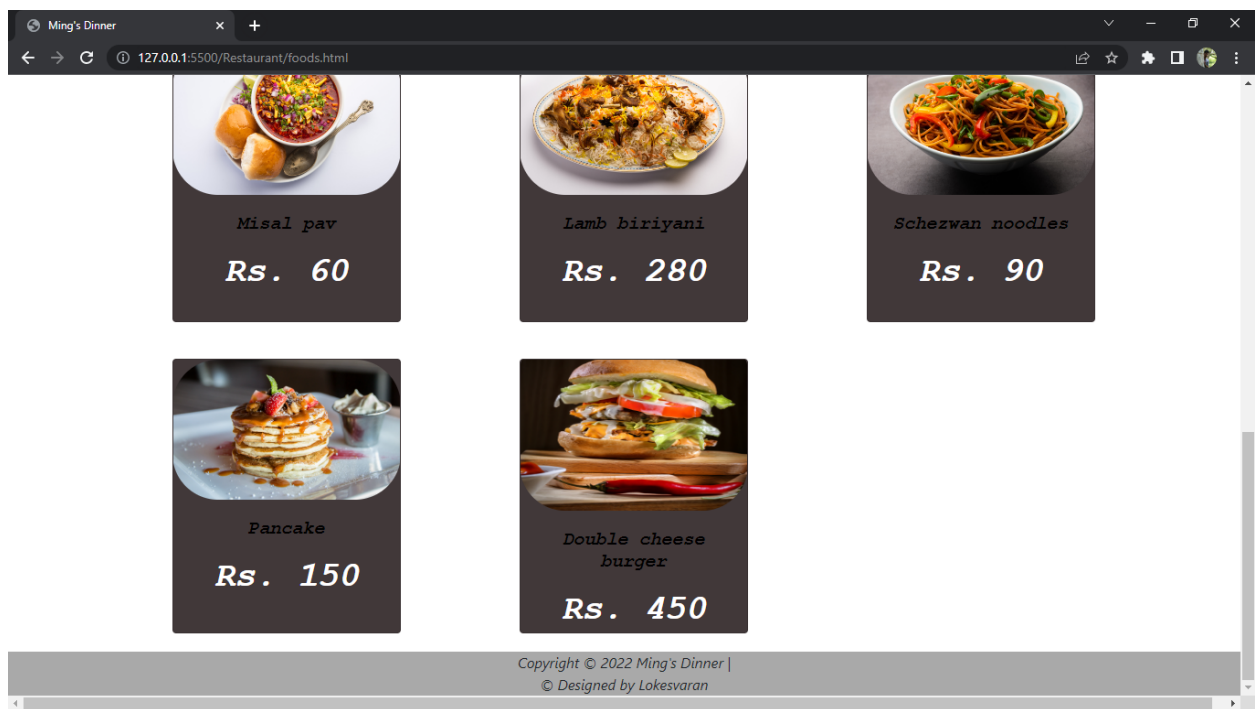 Ming's Dinner
127.0.0.1:5500/Restaurant/foods.html
Misal pav
Lamb biriyani
Schezwan noodles
Rs. 60
Rs. 280
Rs. 90
Pancake
Double cheese
burger
Rs. 150
Rs. 450
Copyright © 2022 Ming's Dinner |
© Designed by Lokesvaran